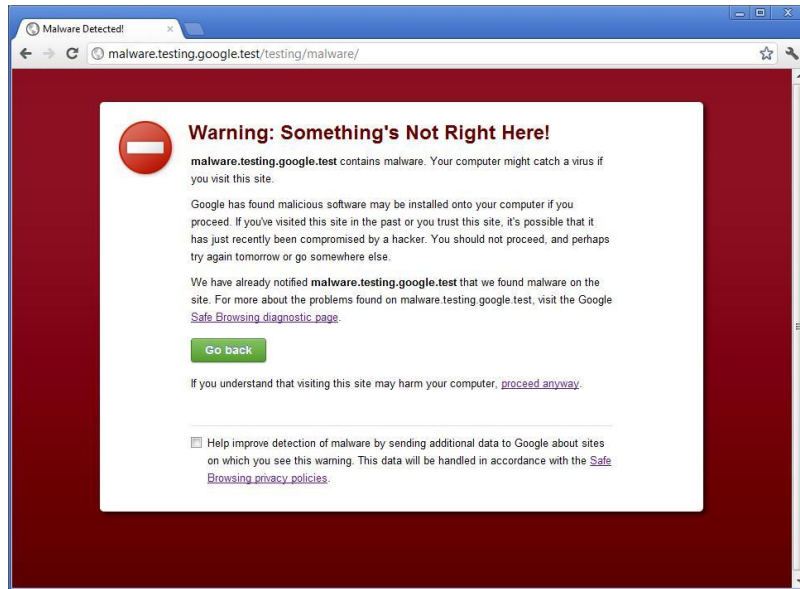 Malware Detected!
malware.testing.google.test/testing/malware/
Warning: Something's Not Right Here!
malware.testing.google.test contains malware. Your computer might catch a virus if
you visit this site.
Google has found malicious software may be installed onto your computer if you
proceed. If you've visited this site in the past or you trust this site, it's possible that it
has just recently been compromised by a hacker. You should not proceed, and perhaps
try again tomorrow or go somewhere else.
We have already notified malware.testing.google.test that we found malware on the
site. For more about the problems found on malware.testing.google.test, visit the Google
Safe Browsing diagnostic page.
Go back
If you understand that visiting this site may harm your computer, proceed anyway.
Help improve detection of malware by sending additional data to Google about sites
on which you see this warning. This data will be handled in accordance with the Safe
Browsing privacy policies.